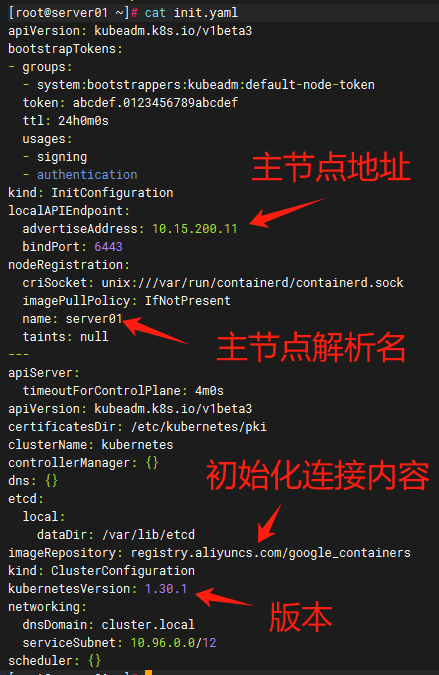 [root@server01 ~]# cat init.yaml
apiVersion: kubeadm.k8s.io/v1beta3
bootstrapTokens:
- groups:
  - system:bootstrappers:kubeadm:default-node-token
  token: abcdef.0123456789abcdef
  ttl: 24h0m0s
  usages:
  - signing
  - authentication
主节点地址
kind: InitConfiguration
localAPIEndpoint:
  advertiseAddress: 10.15.200.11
  bindPort: 6443
nodeRegistration:
  criSocket: unix:///var/run/containerd/containerd.sock
  imagePullPolicy: IfNotPresent
  name: server01
  taints: null
主节点解析名
---
apiServer:
  timeoutForControlPlane: 4m0s
apiVersion: kubeadm.k8s.io/v1beta3
certificatesDir: /etc/kubernetes/pki
clusterName: kubernetes
controllerManager: {}
dns: {}
初始化连接内容
etcd:
  local:
    dataDir: /var/lib/etcd
imageRepository: registry.aliyuncs.com/google_containers
kind: ClusterConfiguration
kubernetesVersion: 1.30.1
版本
networking:
  dnsDomain: cluster.local
  serviceSubnet: 10.96.0.0/12
scheduler: {}